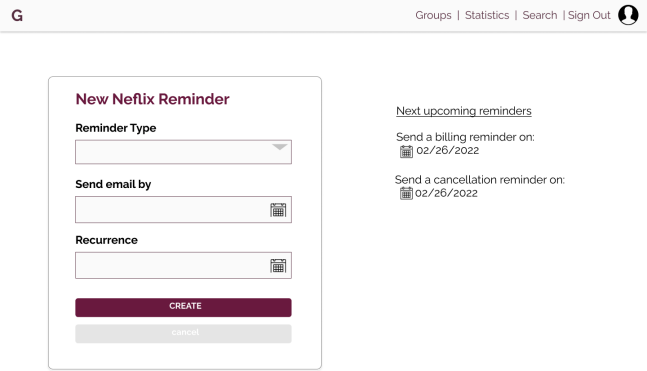 G
Groups | Statistics | Search | Sign Out
New Neflix Reminder
Reminder Type
Send email by
Recurrence
CREATE
cancel
Next upcoming reminders
Send a billing reminder on:
02/26/2022
Send a cancellation reminder on:
02/26/2022